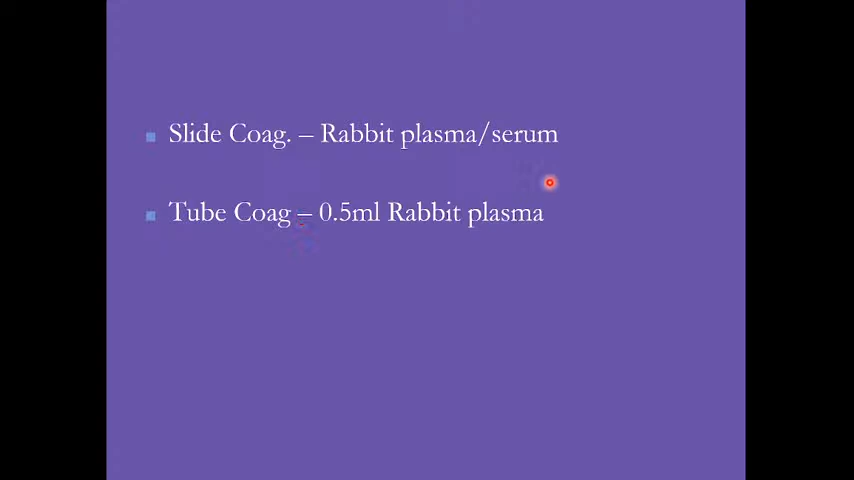 Slide Coag. – Rabbit plasma/serum
Tube Coag – 0.5ml Rabbit plasma